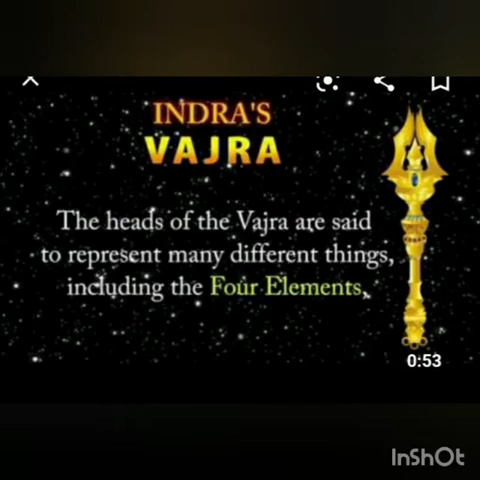 INDRA'S
VAJRA
The heads of the Vajra are said
to represent many different things,
including the Four Elements,
0:53
InShOt